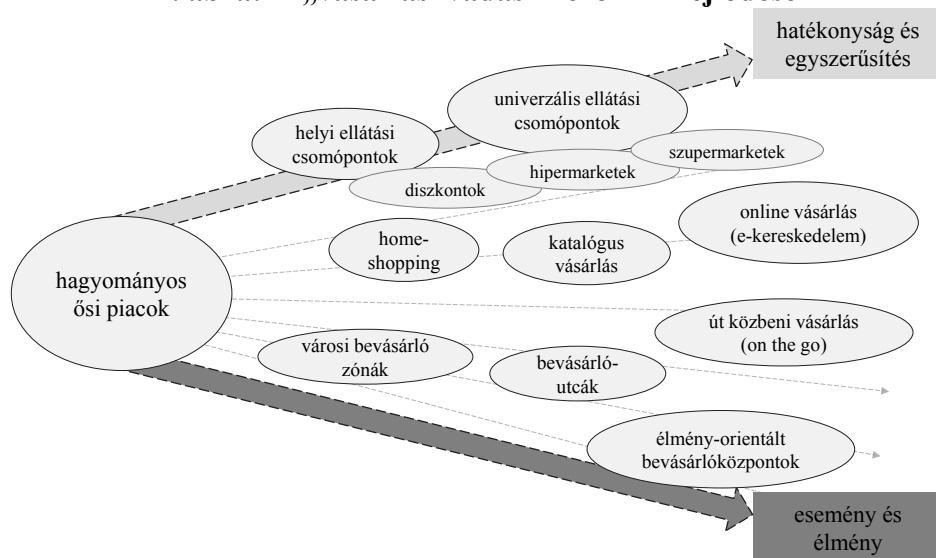 hatékonyság és
egyszerűsítés
univerzális ellátási
csomópontok
helyi ellátási
csomópontok
szupermarketek
hipermarketek
diszkontok
online vásárlás
(e-kereskedelem)
home-
shopping
katalógus
vásárlás
hagyományos
ősi piacok
út közbeni vásárlás
(on the go)
városi bevásárló
zónák
bevásárló-
utcák
élmény-orientált
bevásárlóközpontok
esemény és
élmény